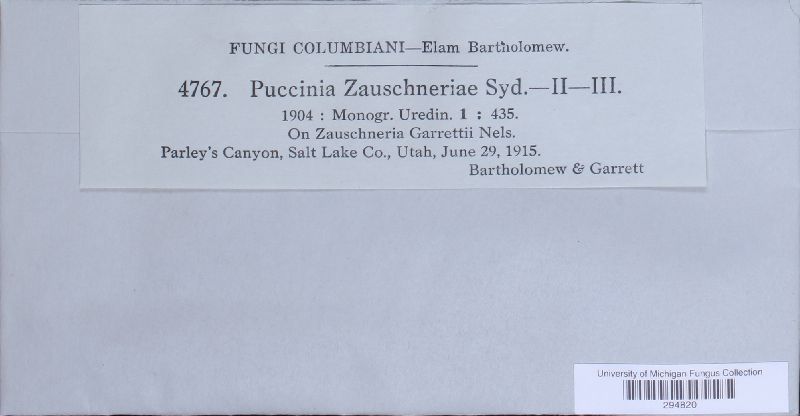 FUNGI COLUMBIANI—Elam Bartholomew.
4767. Puccinia Zauschneriae Syd.—II—III.
1904 : Monogr. Uredin. 1 : 435.
On Zauschneria Garrettii Nels.
Parley's Canyon, Salt Lake Co., Utah, June 29, 1915.
Bartholomew & Garrett
University of Michigan Fungus Collection
294820